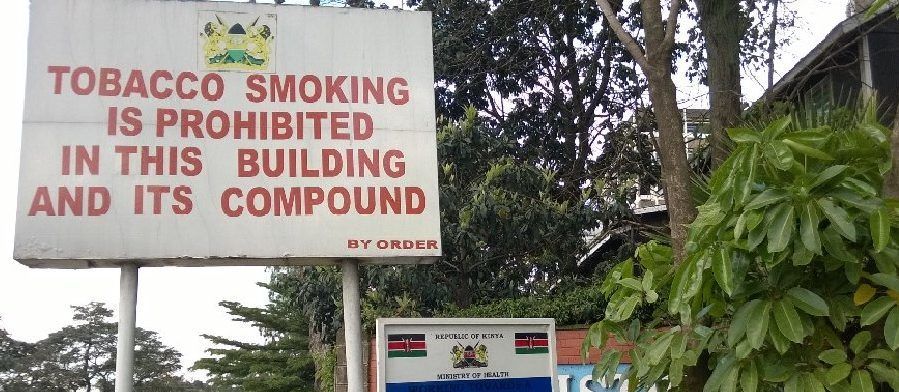 TOBACCO SMOKING
IS PROHIBITED
IN THIS BUILDING
AND ITS COMPOUND
BY ORDER
REPUBLIC OF KENYA
MINISTRY OF HEALTH